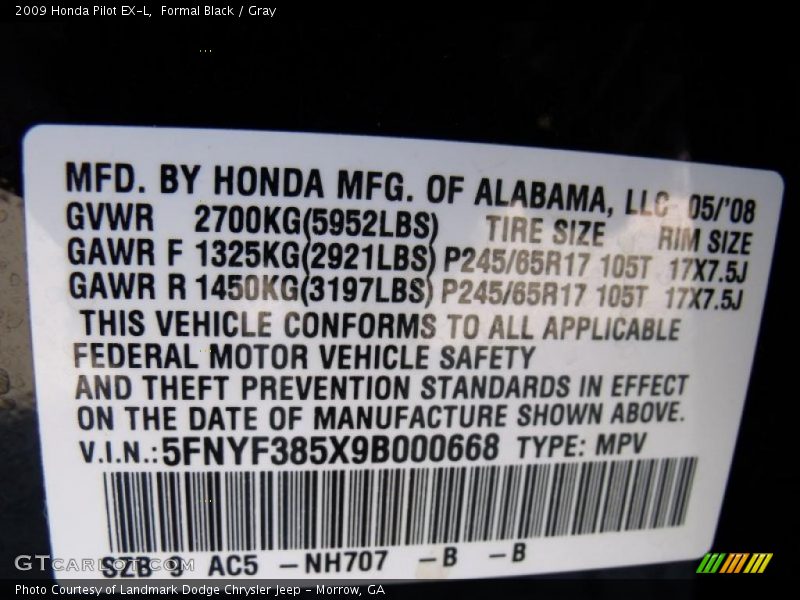 2009 Honda Pilot EX-L,  Formal Black / Gray
MFD. BY HONDA MFG. OF ALABAMA, LLC 05/'08
GVWR 2700KG(5952LBS) TIRE SIZE RIM SIZE
GAWR F 1325KG(2921LBS) P245/65R17 105T 17X7.5J
GAWR R 1450KG(3197LBS) P245/65R17 105T 17X7.5J
THIS VEHICLE CONFORMS TO ALL APPLICABLE
FEDERAL MOTOR VEHICLE SAFETY
AND THEFT PREVENTION STANDARDS IN EFFECT
ON THE DATE OF MANUFACTURE SHOWN ABOVE.
V.I.N.:5FNYF385X9B000668 TYPE: MPV
SZB 9 AC5 -NH707 -B -B
GTCarLot.com
Photo Courtesy of Landmark Dodge Chrysler Jeep - Morrow, GA